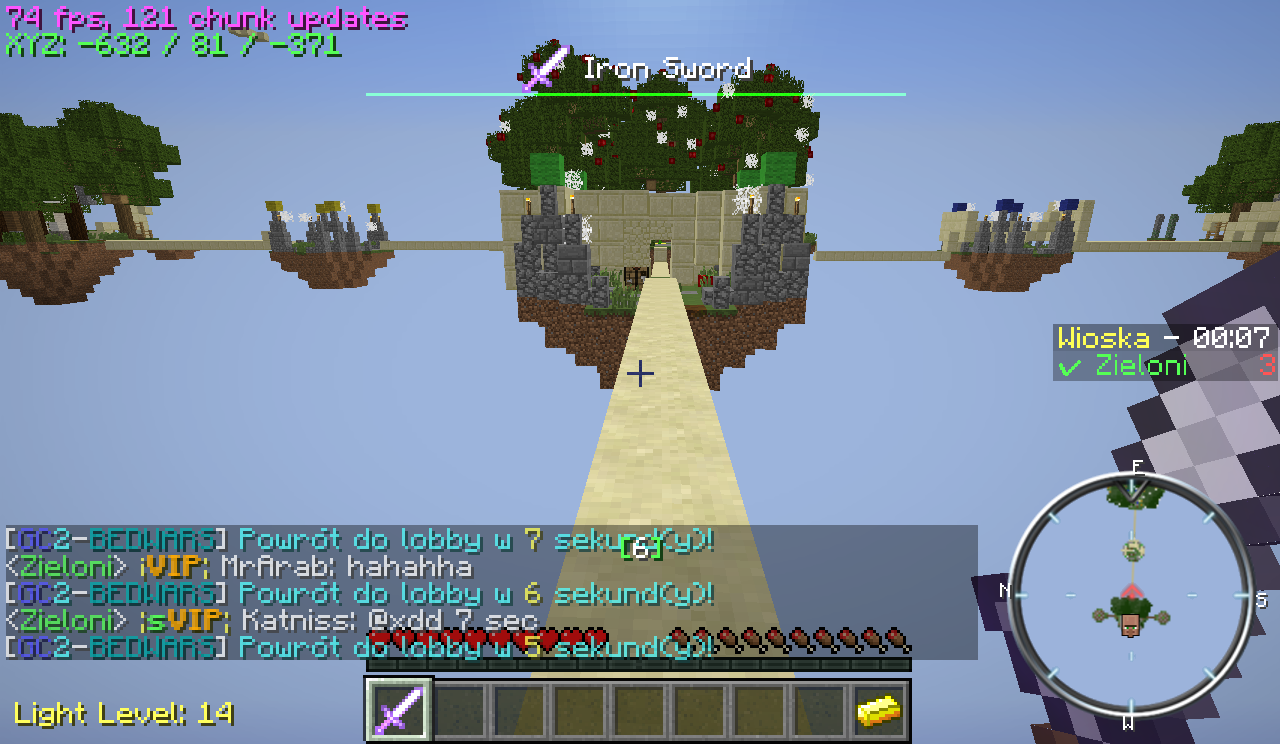 74 fps, 121 chunk updates
XYZ: -632 / 81 / -371
Iron Sword
Wioska - 00:07
✓ Zieloni 3
[GC2-BEDWARS] Powrót do lobby w 7 sekund(y)!
[6]
<Zieloni> ¡VIP¡ MrArab: hahahha
[GC2-BEDWARS] Powrót do lobby w 6 sekund(y)!
<Zieloni> ¡sVIP¡ Katniss: @xdd 7 sec
[GC2-BEDWARS] Powrót do lobby w 5 sekund(y)!
Light Level: 14
E
N
S
W